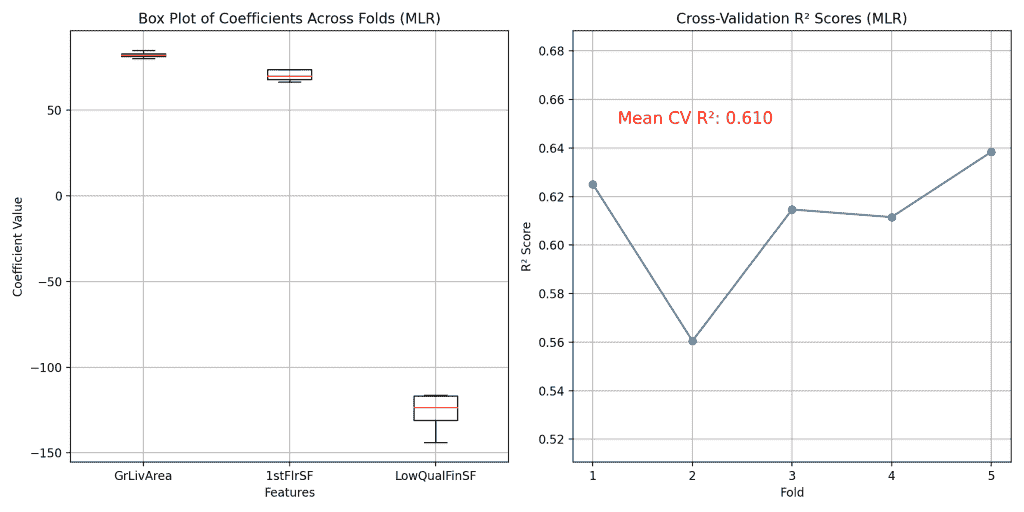 Box Plot of Coefficients Across Folds (MLR)
50
0
−50
−100
−150
Coefficient Value
GrLivArea
1stFlrSF
LowQualFinSF
Features
Cross-Validation R² Scores (MLR)
0.68
0.66
0.64
0.62
0.60
0.58
0.56
0.54
0.52
R² Score
Mean CV R²: 0.610
1
2
3
4
5
Fold